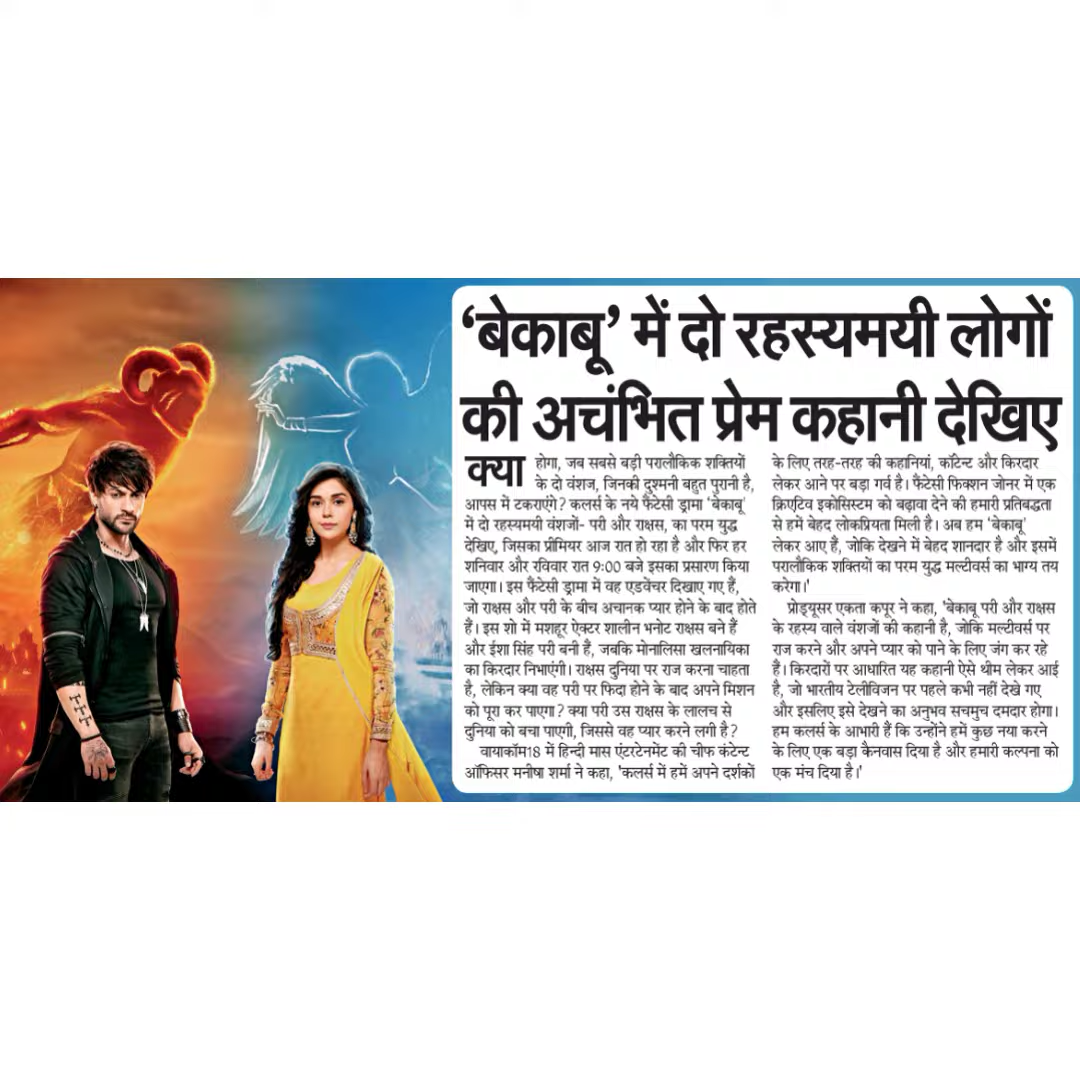 ‘बेकाबू’ में दो रहस्यमयी लोगों
की अचंभित प्रेम कहानी देखिए
क्या होगा, जब सबसे बड़ी परालौकिक शक्तियों
के दो वंशज, जिनकी दुश्मनी बहुत पुरानी है,
आपस में टकराएंगे? कलर्स के नये फैंटेसी ड्रामा ‘बेकाबू’
में दो रहस्यमयी वंशजों- परी और राक्षस, का परम युद्ध
देखिए, जिसका प्रीमियर आज रात हो रहा है और फिर हर
शनिवार और रविवार रात 9:00 बजे इसका प्रसारण किया
जाएगा। इस फैंटेसी ड्रामा में वह एडवेंचर दिखाए गए हैं,
जो राक्षस और परी के बीच अचानक प्यार होने के बाद होते
हैं। इस शो में मशहूर ऐक्टर शालीन भनोट राक्षस बने हैं
और ईशा सिंह परी बनी हैं, जबकि मोनालिसा खलनायिका
का किरदार निभाएंगी। राक्षस दुनिया पर राज करना चाहता
है, लेकिन क्या वह परी पर फिदा होने के बाद अपने मिशन
को पूरा कर पाएगा? क्या परी उस राक्षस के लालच से
दुनिया को बचा पाएगी, जिससे वह प्यार करने लगी है?
वायाकॉम18 में हिन्दी मास एंटरटेनमेंट की चीफ कंटेन्ट
ऑफिसर मनीषा शर्मा ने कहा, 'कलर्स में हमें अपने दर्शकों
के लिए तरह-तरह की कहानियां, कॉटेन्ट और किरदार
लेकर आने पर बड़ा गर्व है। फैंटेसी फिक्शन जोनर में एक
क्रिएटिव इकोसिस्टम को बढ़ावा देने की हमारी प्रतिबद्धता
से हमें बेहद लोकप्रियता मिली है। अब हम ‘बेकाबू’
लेकर आए हैं, जोकि देखने में बेहद शानदार है और इसमें
परालौकिक शक्तियों का परम युद्ध मल्टीवर्स का भाग्य तय
करेगा।'
प्रोड्यूसर एकता कपूर ने कहा, 'बेकाबू परी और राक्षस
के रहस्य वाले वंशजों की कहानी है, जोकि मल्टीवर्स पर
राज करने और अपने प्यार को पाने के लिए जंग कर रहे
हैं। किरदारों पर आधारित यह कहानी ऐसे थीम लेकर आई
है, जो भारतीय टेलीविजन पर पहले कभी नहीं देखे गए
और इसलिए इसे देखने का अनुभव सचमुच दमदार होगा।
हम कलर्स के आभारी हैं कि उन्होंने हमें कुछ नया करने
के लिए एक बड़ा कैनवास दिया है और हमारी कल्पना को
एक मंच दिया है।'